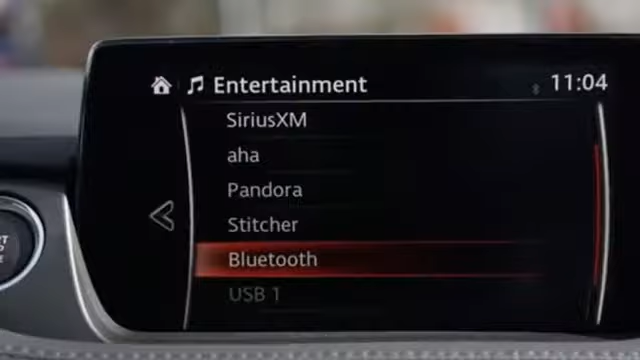 Entertainment 11:04
SiriusXM
aha
Pandora
Stitcher
Bluetooth
USB 1